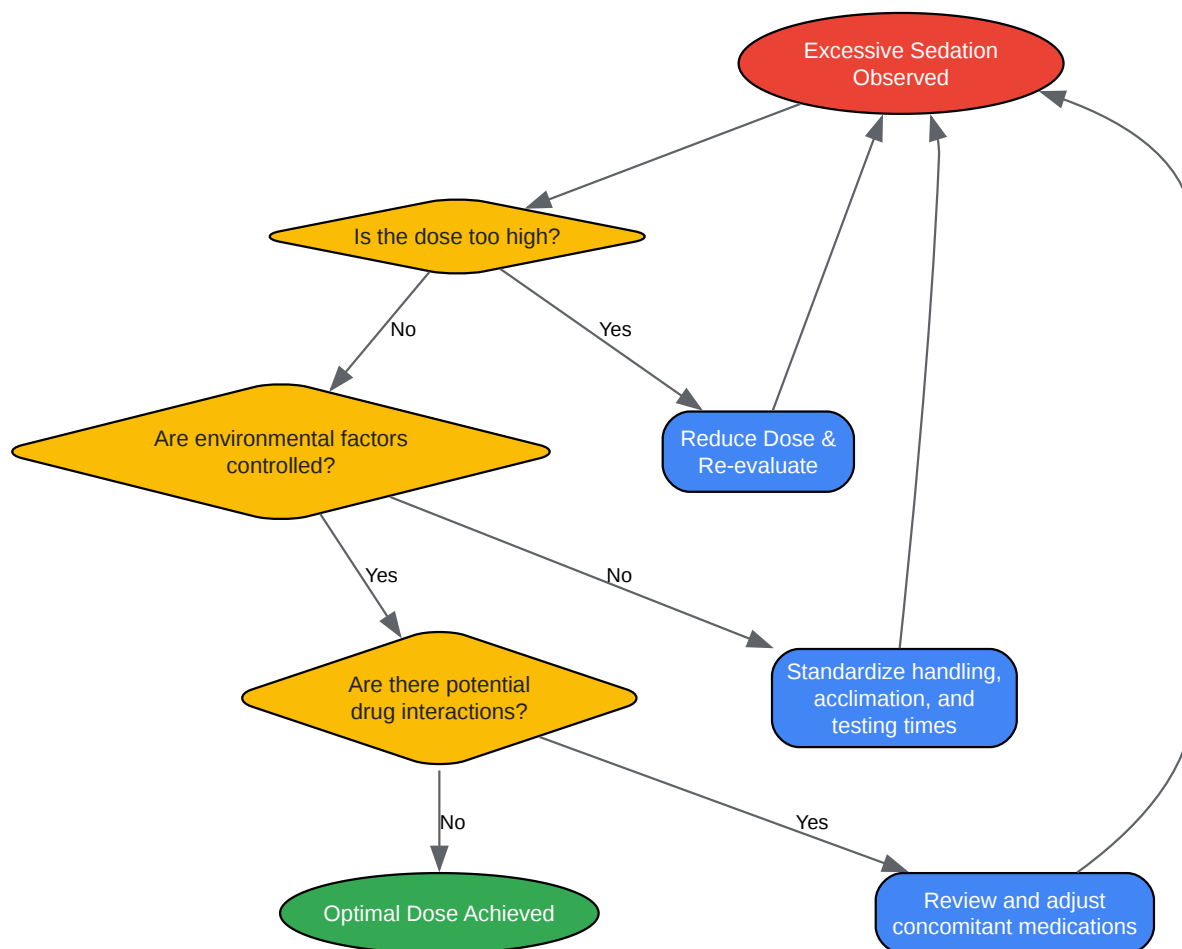 Excessive Sedation
Observed
Is the dose too high?
No
Yes
Are environmental factors
controlled?
Reduce Dose &
Re-evaluate
Yes
No
Are there potential
drug interactions?
Standardize handling,
acclimation, and
testing times
No
Yes
Optimal Dose Achieved
Review and adjust
concomitant medications